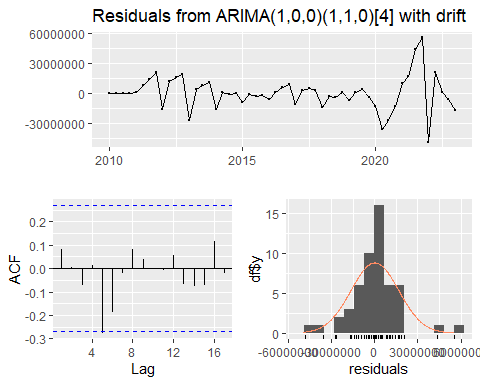 Residuals from ARIMA(1,0,0)(1,1,0)[4] with drift
60000000
30000000
0
-30000000
2010 2015 2020
ACF
0.2
0.1
0.0
-0.1
-0.2
-0.3
4 8 12 16
Lag
df$y
15
10
5
0
-60000000 -30000000 0 30000000 60000000
residuals